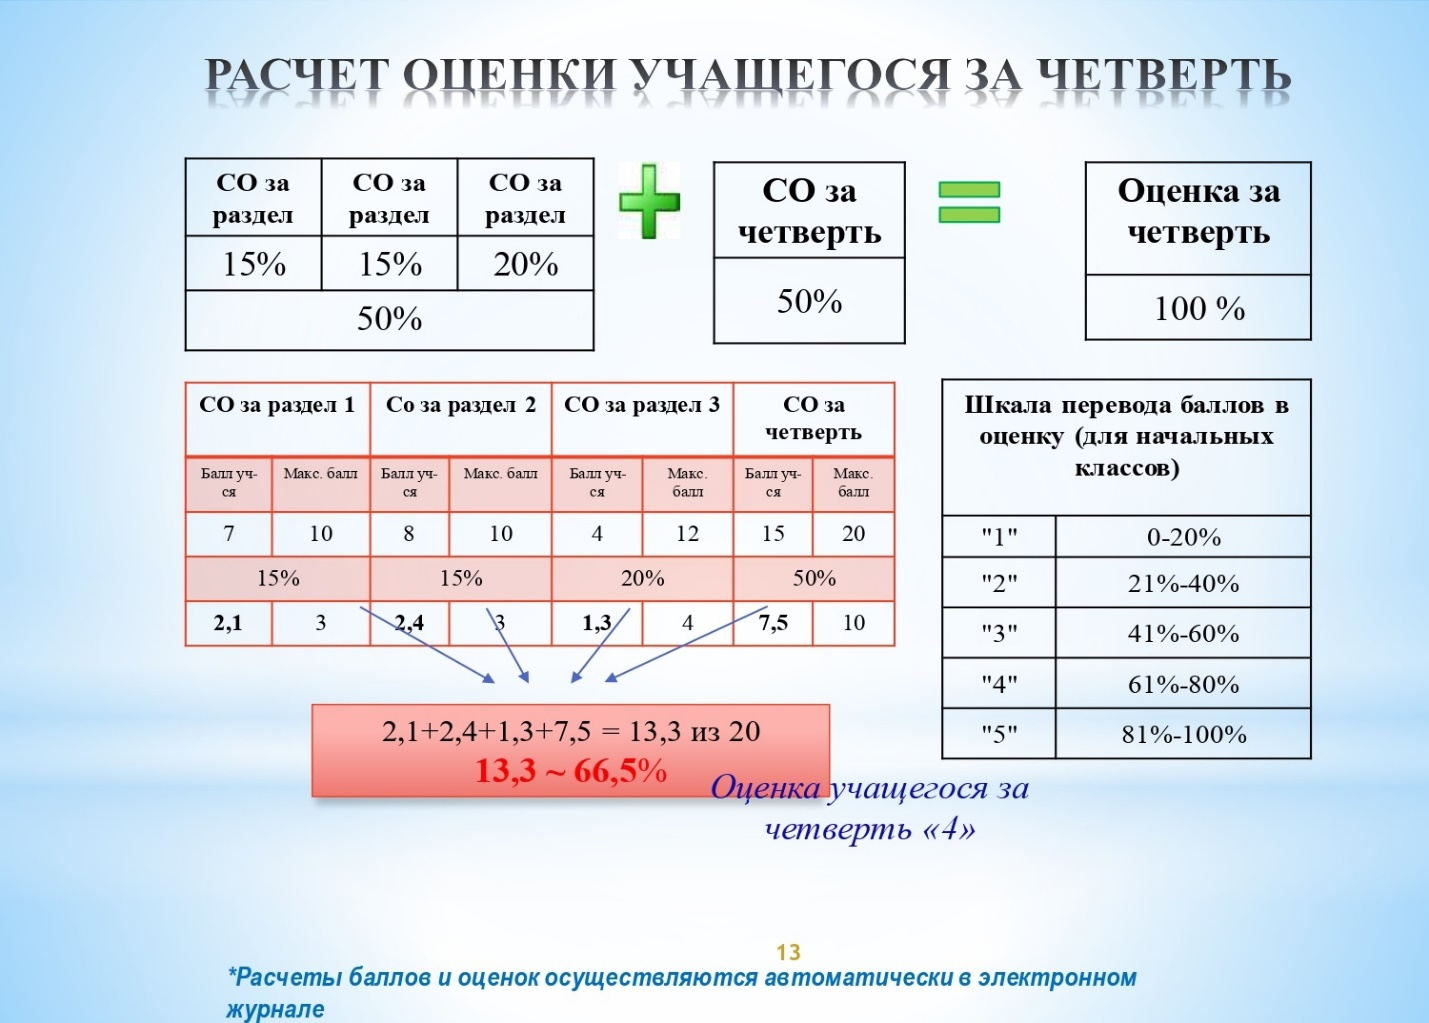 РАСЧЕТ ОЦЕНКИ УЧАЩЕГОСЯ ЗА ЧЕТВЕРТЬ
СО за раздел СО за раздел СО за раздел
15% 15% 20%
50%
СО за
четверть
50%
Оценка за
четверть
100 %
СО за раздел 1 Со за раздел 2 СО за раздел 3 СО за четверть
Балл уч-ся Макс. балл Балл уч-ся Макс. балл Балл уч-ся Макс. балл Балл уч-ся Макс. балл
7 10 8 10 4 12 15 20
15% 15% 20% 50%
2,1 3 2,4 3 1,3 4 7,5 10
Шкала перевода баллов в
оценку (для начальных
классов)
"1" 0-20%
"2" 21%-40%
"3" 41%-60%
"4" 61%-80%
"5" 81%-100%
2,1+2,4+1,3+7,5 = 13,3 из 20
13,3 ~ 66,5%
Оценка учащегося за
четверть «4»
13
*Расчеты баллов и оценок осуществляются автоматически в электронном
журнале